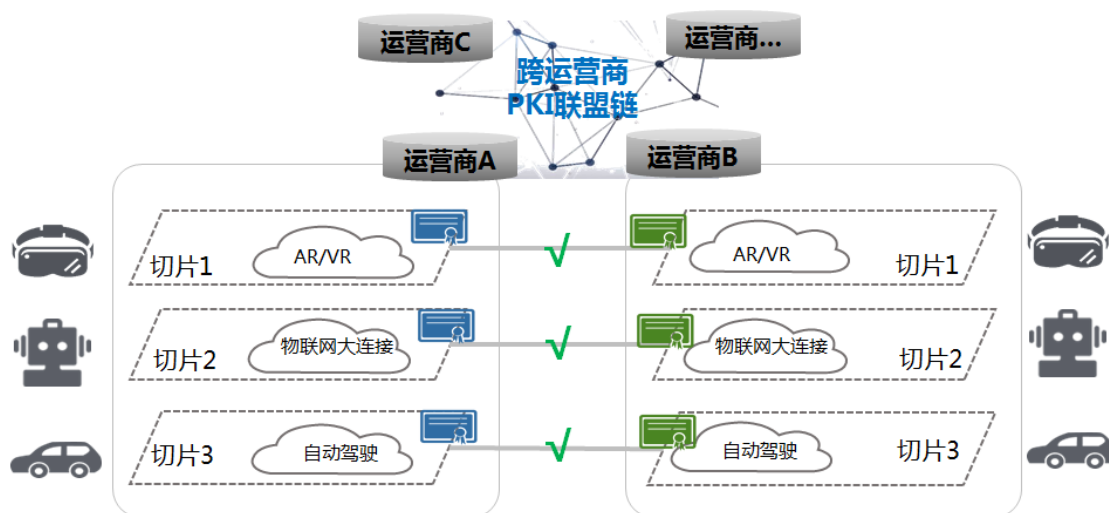 运营商C
运营商...
跨运营商
PKI联盟链
运营商A
运营商B
切片1
AR/VR
√
AR/VR
切片1
切片2
物联网大连接
√
物联网大连接
切片2
切片3
自动驾驶
√
自动驾驶
切片3